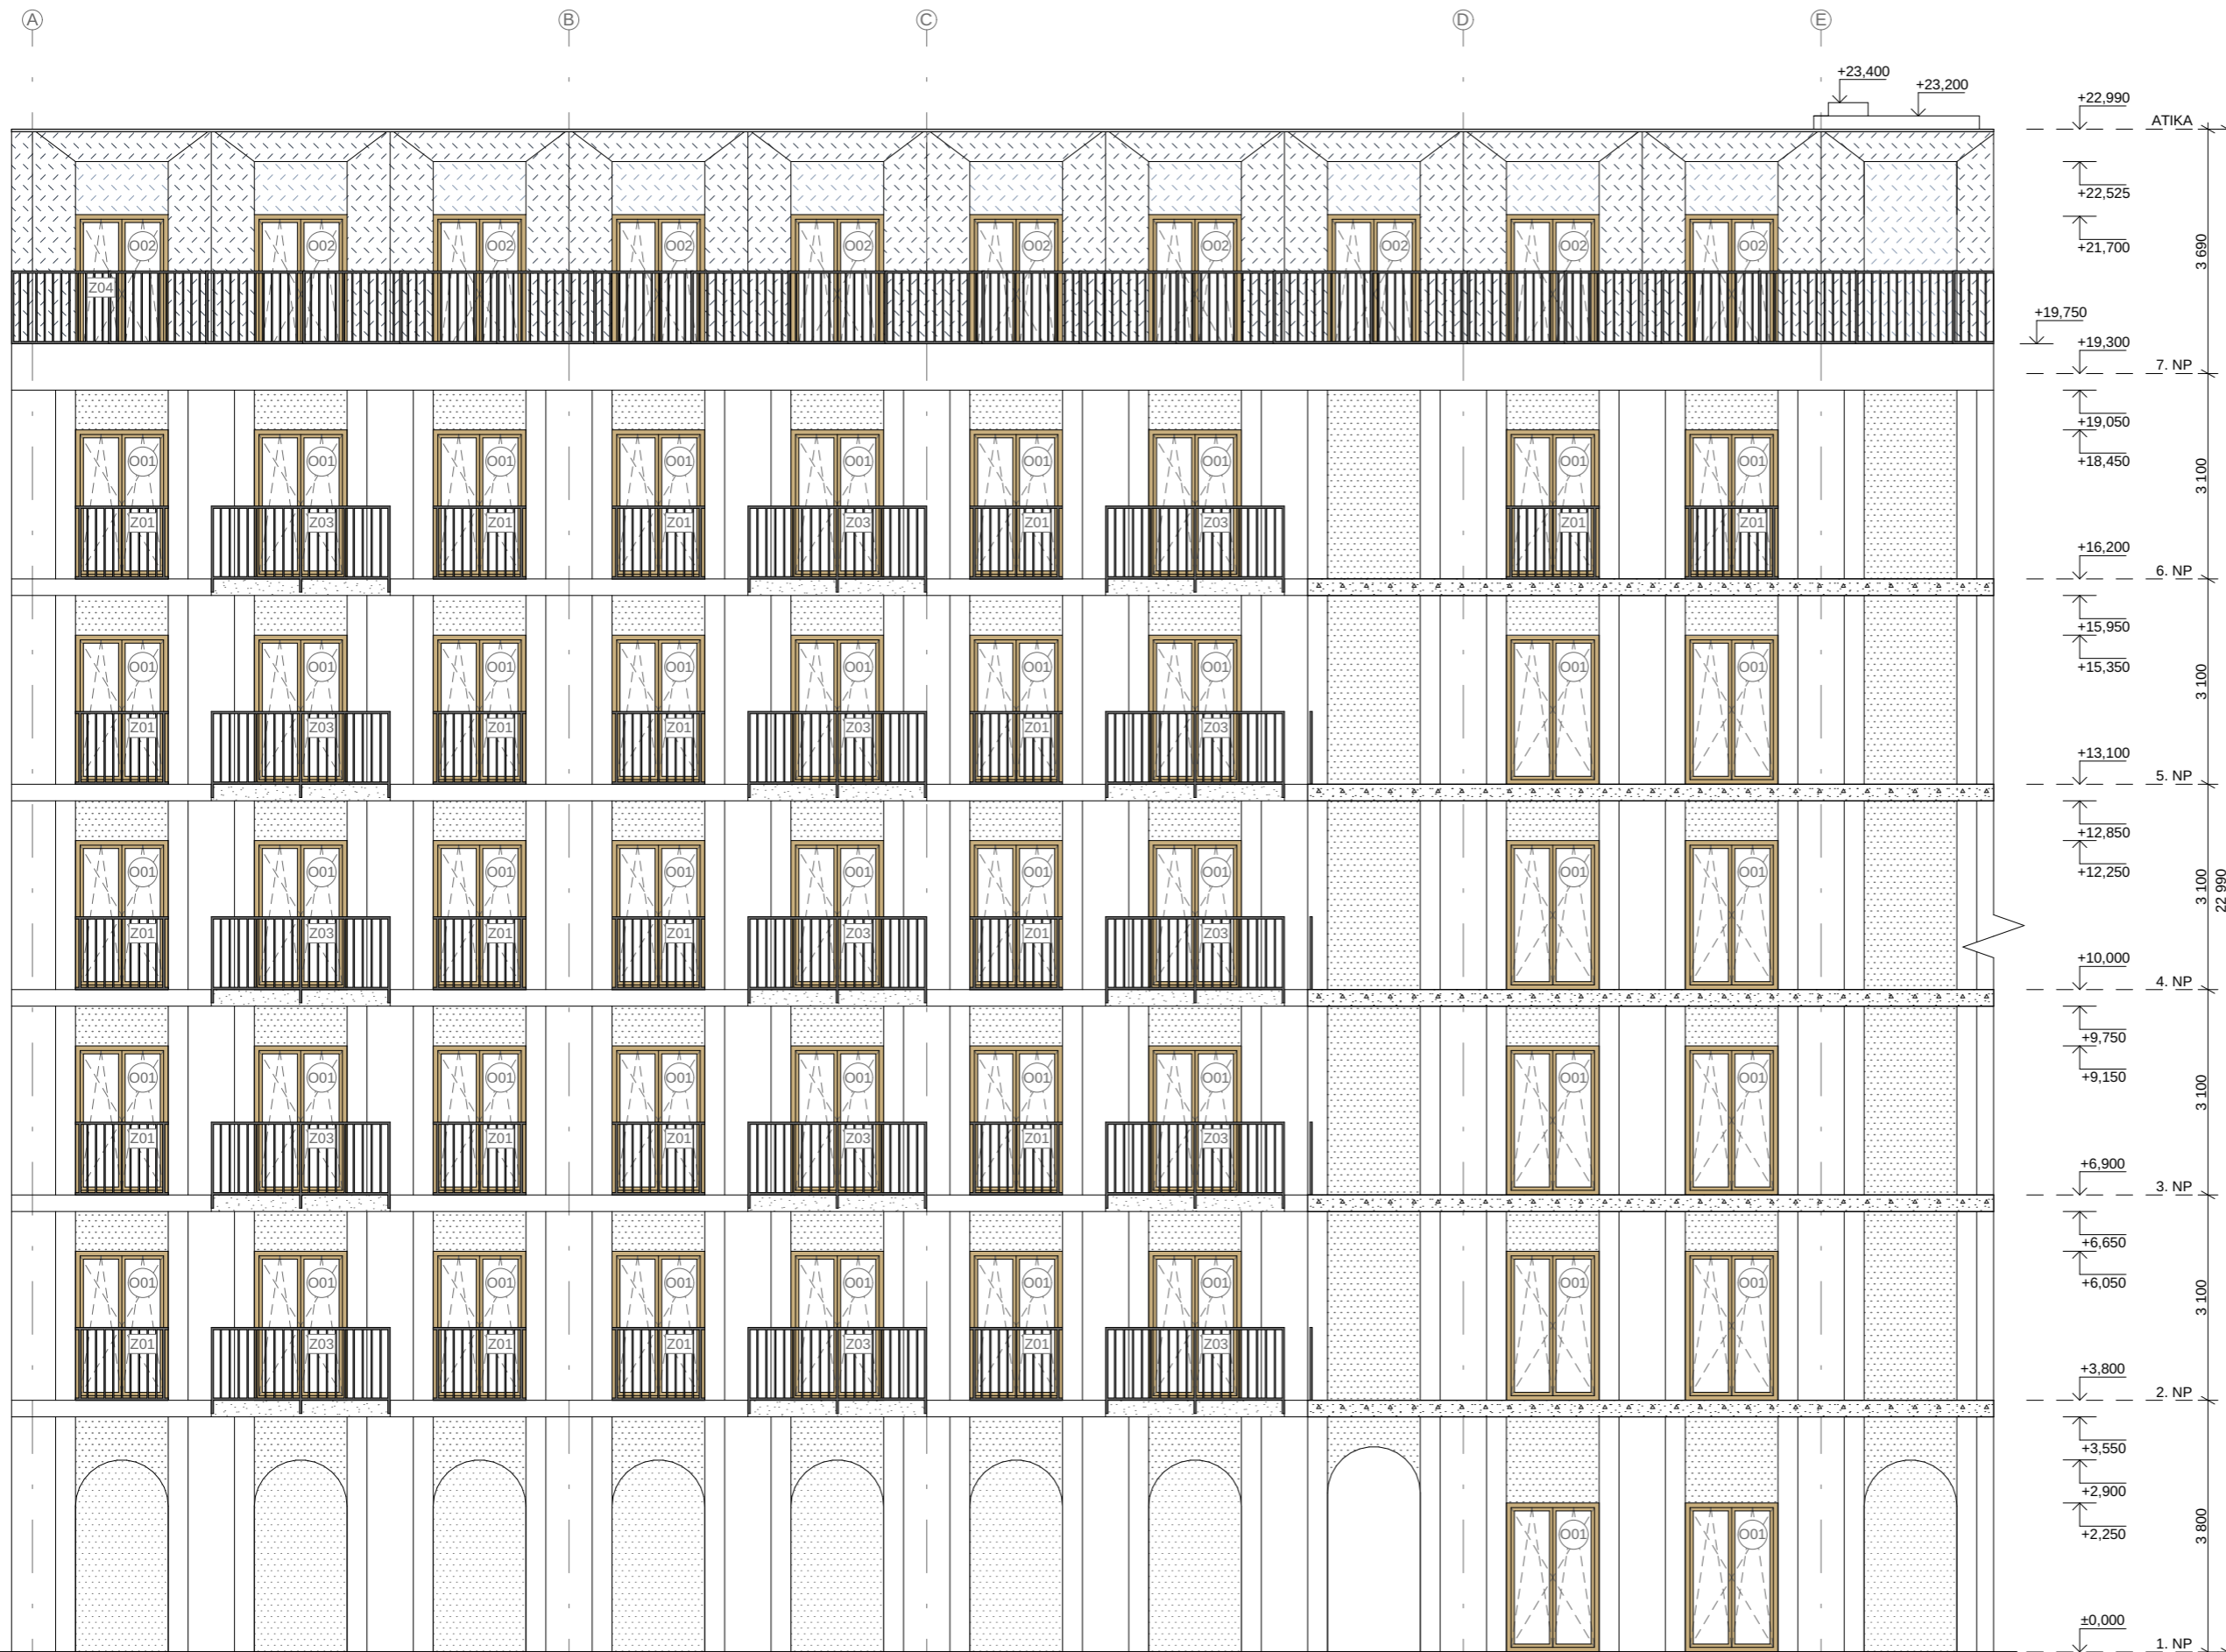 A B C D E
+23,400
+23,200
+22,990
ATIKA
+22,525
O02 O02 O02 O02 O02 O02 O02 O02 O02 O02
+21,700
3 690
Z04
+19,750
+19,300
7. NP
+19,050
O01 O01 O01 O01 O01 O01 O01 O01 O01
+18,450
3 100
Z01 Z03 Z01 Z01 Z03 Z01 Z03 Z01 Z01
+16,200
6. NP
+15,950
O01 O01 O01 O01 O01 O01 O01 O01 O01
+15,350
3 100
Z01 Z03 Z01 Z01 Z03 Z01 Z03
+13,100
5. NP
+12,850
O01 O01 O01 O01 O01 O01 O01 O01 O01
+12,250
3 100
22 990
Z01 Z03 Z01 Z01 Z03 Z01 Z03
+10,000
4. NP
+9,750
O01 O01 O01 O01 O01 O01 O01 O01 O01
+9,150
3 100
Z01 Z03 Z01 Z01 Z03 Z01 Z03
+6,900
3. NP
+6,650
O01 O01 O01 O01 O01 O01 O01 O01 O01
+6,050
3 100
Z01 Z03 Z01 Z01 Z03 Z01 Z03
+3,800
2. NP
+3,550
+2,900
O01 O01
+2,250
3 800
±0,000
1. NP